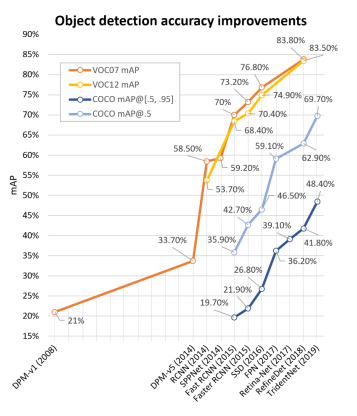 Object detection accuracy improvements
90%
85%
80%
75%
70%
65%
60%
55%
50%
45%
40%
35%
30%
25%
20%
15%
mAP
VOC07 mAP
VOC12 mAP
COCO mAP@[.5, .95]
COCO mAP@.5
83.80%
83.50%
76.80%
73.20%
74.90%
70%
70.40%
69.70%
68.40%
58.50%
59.10%
59.20%
62.90%
53.70%
46.50%
48.40%
42.70%
39.10%
41.80%
35.90%
33.70%
36.20%
26.80%
21.90%
19.70%
21%
DPM-v1 (2008)
DPM-v5 (2014)
RCNN (2014)
SPPNet (2014)
Fast RCNN (2015)
Faster RCNN (2015)
SSD (2016)
FPN (2017)
Retina-Net (2017)
RefineDet (2018)
TridentNet (2019)